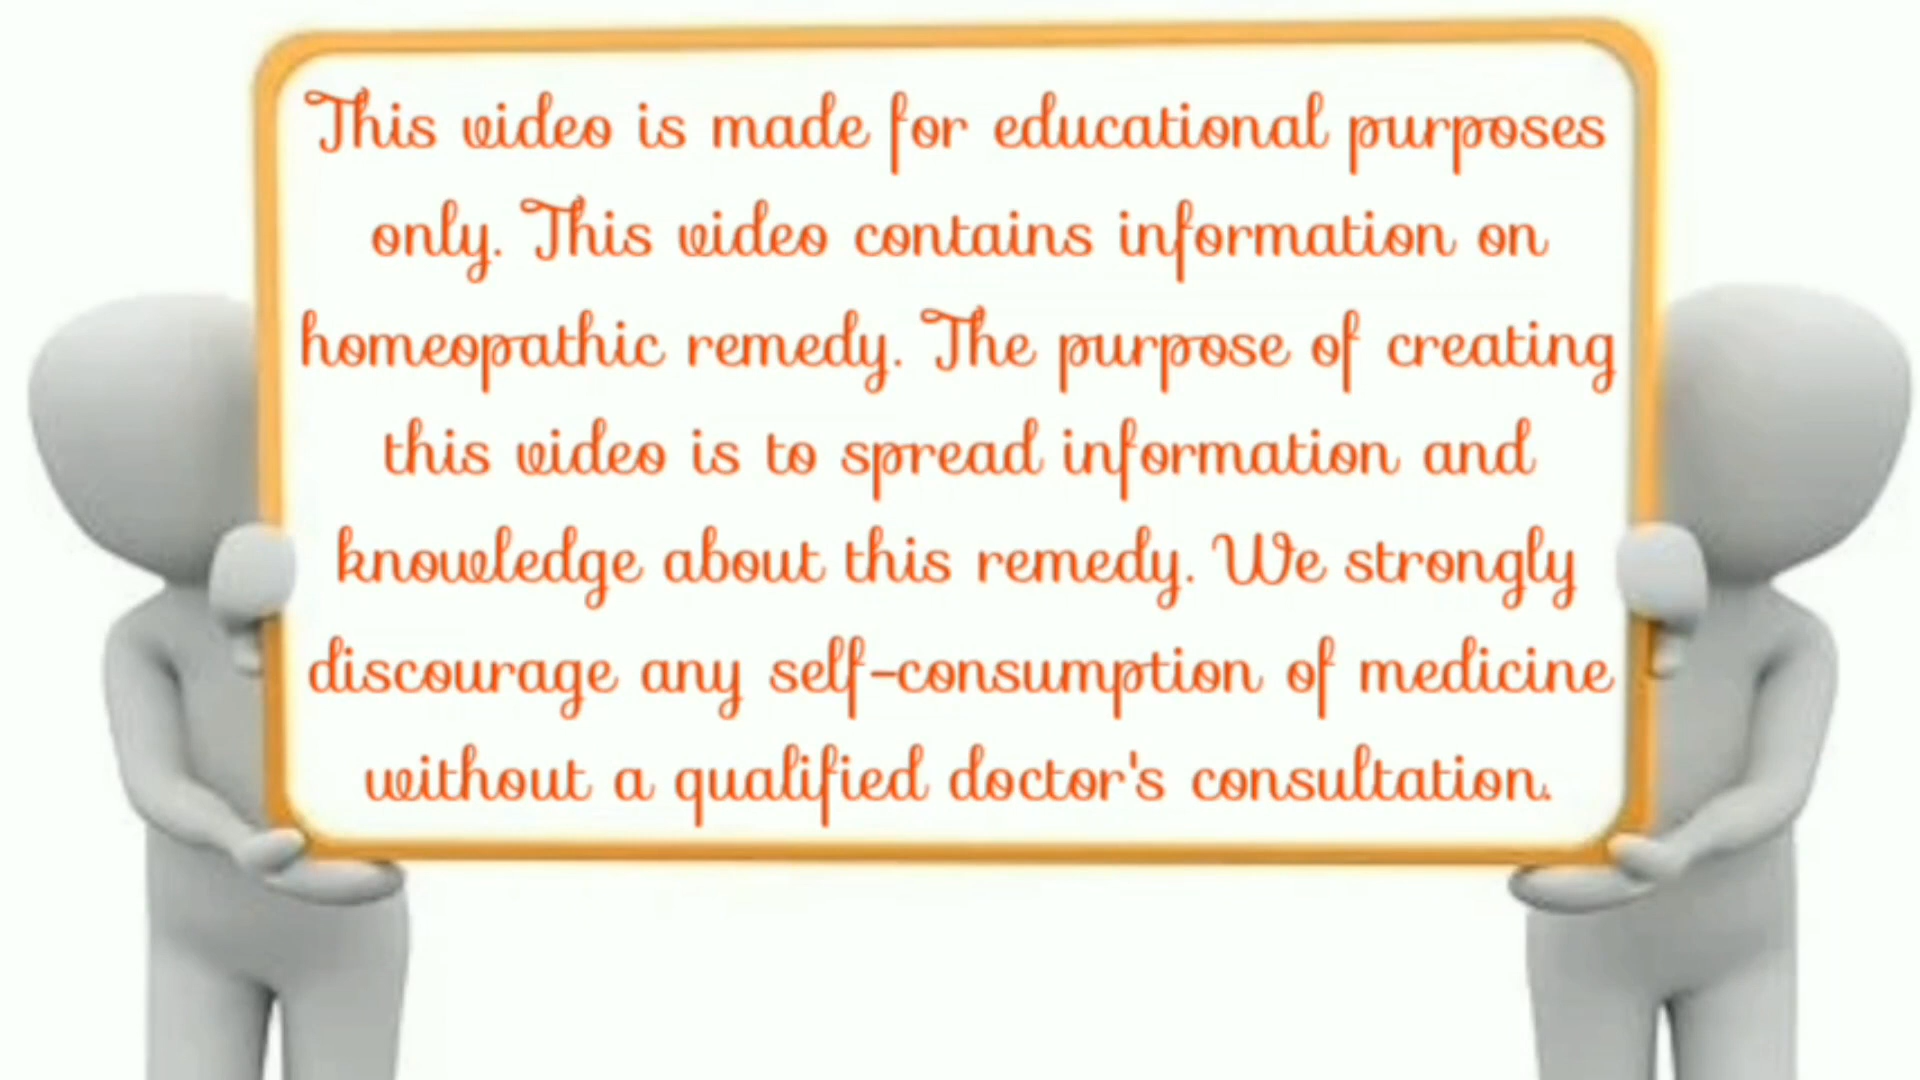 This video is made for educational purposes
only. This video contains information on
homeopathic remedy. The purpose of creating
this video is to spread information and
knowledge about this remedy. We strongly
discourage any self-consumption of medicine
without a qualified doctor's consultation.